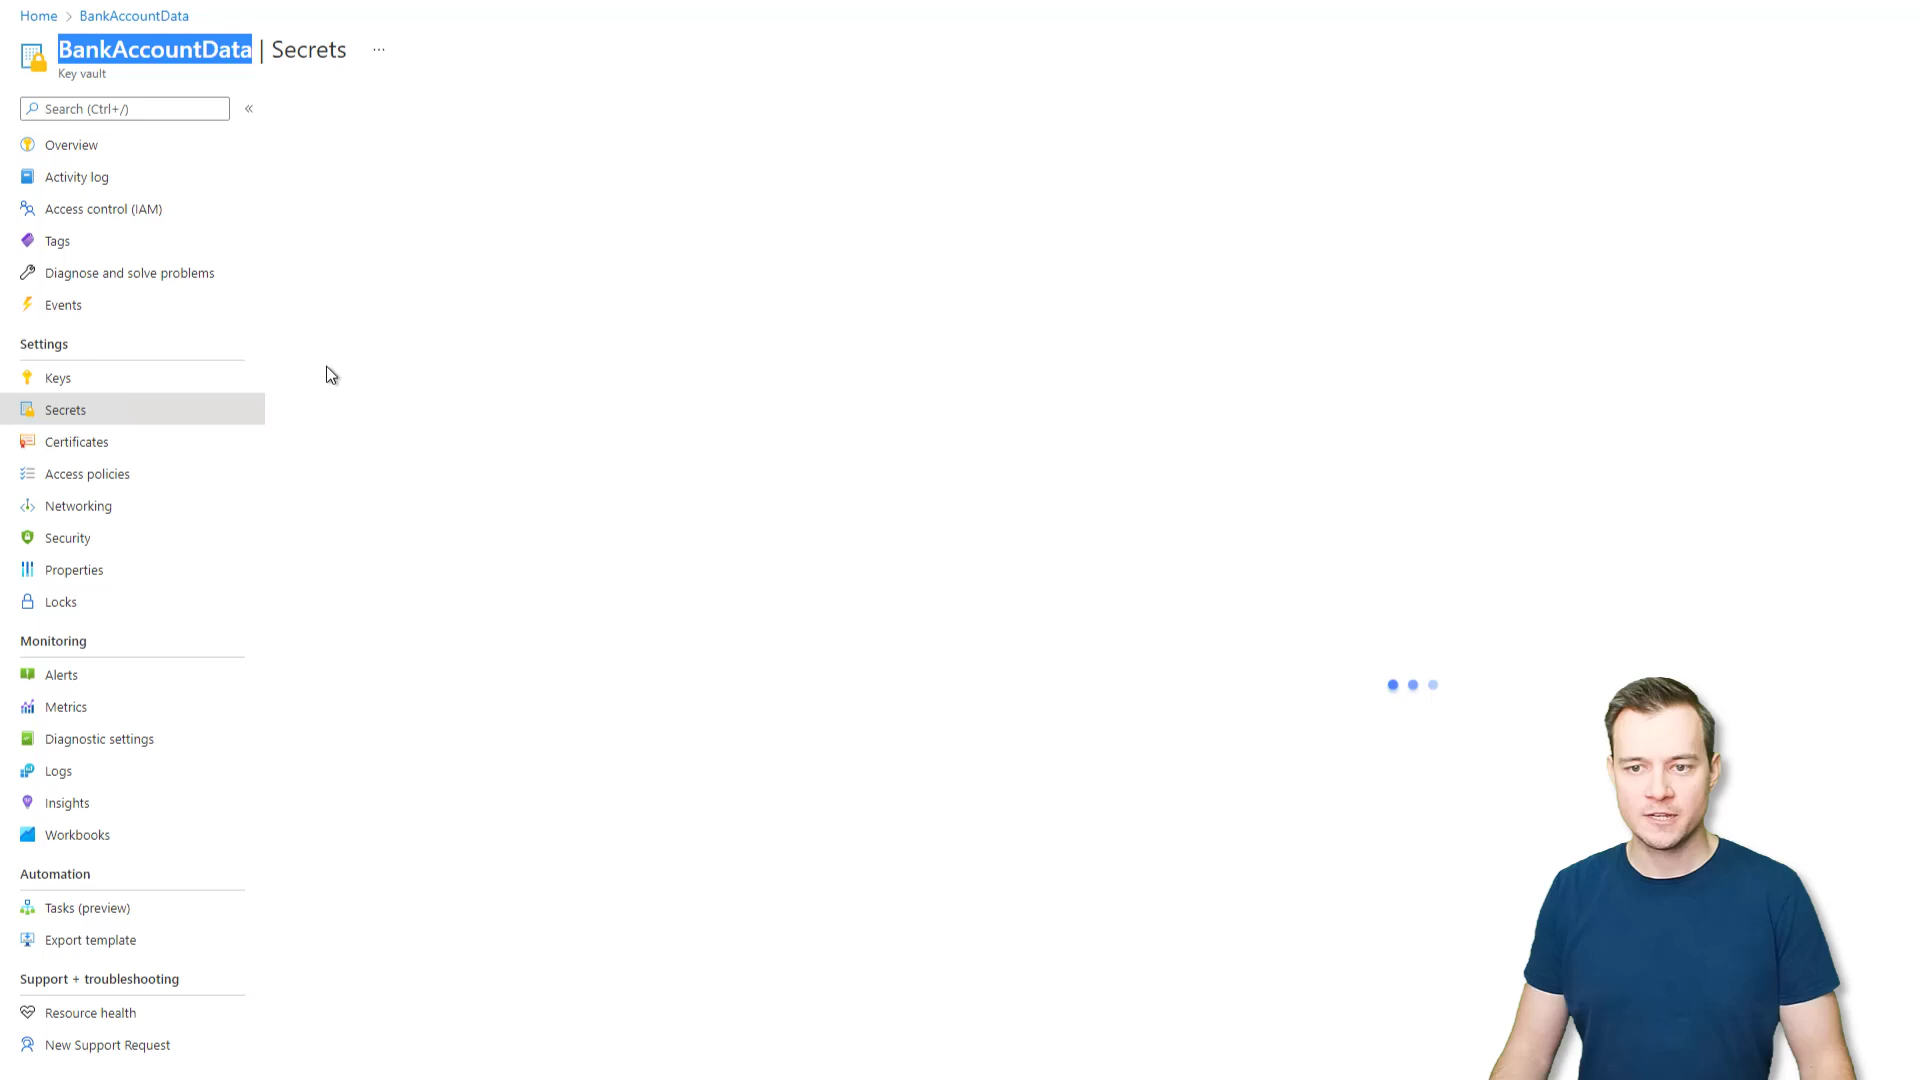 Home > BankAccountData
BankAccountData | Secrets ...
Key vault
Search (Ctrl+/) «
Overview
Activity log
Access control (IAM)
Tags
Diagnose and solve problems
Events
Settings
Keys
Secrets
Certificates
Access policies
Networking
Security
Properties
Locks
Monitoring
Alerts
Metrics
Diagnostic settings
Logs
Insights
Workbooks
Automation
Tasks (preview)
Export template
Support + troubleshooting
Resource health
New Support Request